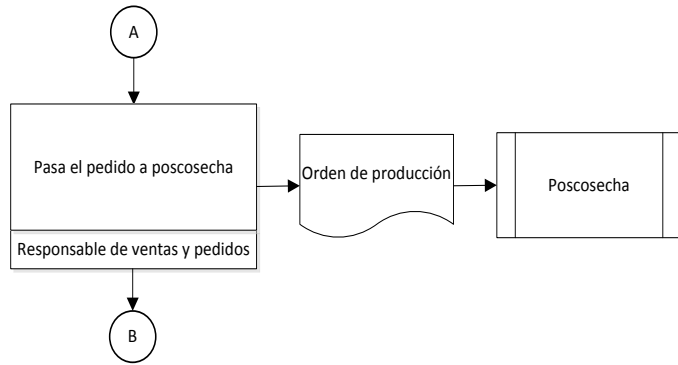 A
Pasa el pedido a poscosecha
Orden de producción
Poscosecha
Responsable de ventas y pedidos
B